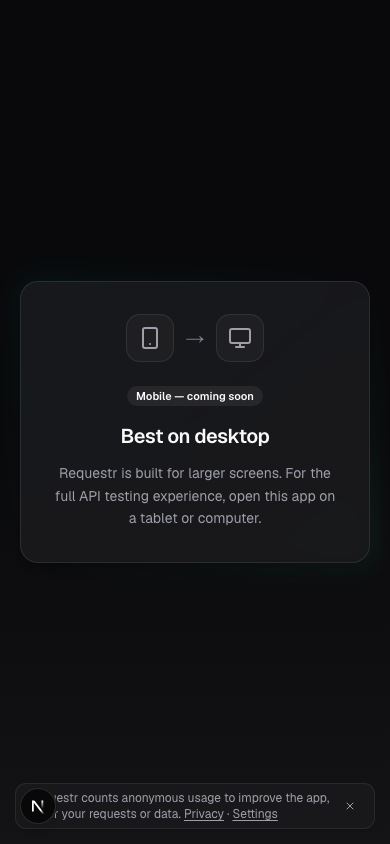 Mobile — coming soon
Best on desktop
Requestr is built for larger screens. For the
full API testing experience, open this app on
a tablet or computer.
counts anonymous usage to improve the app,
your requests or data. Privacy · Settings
N